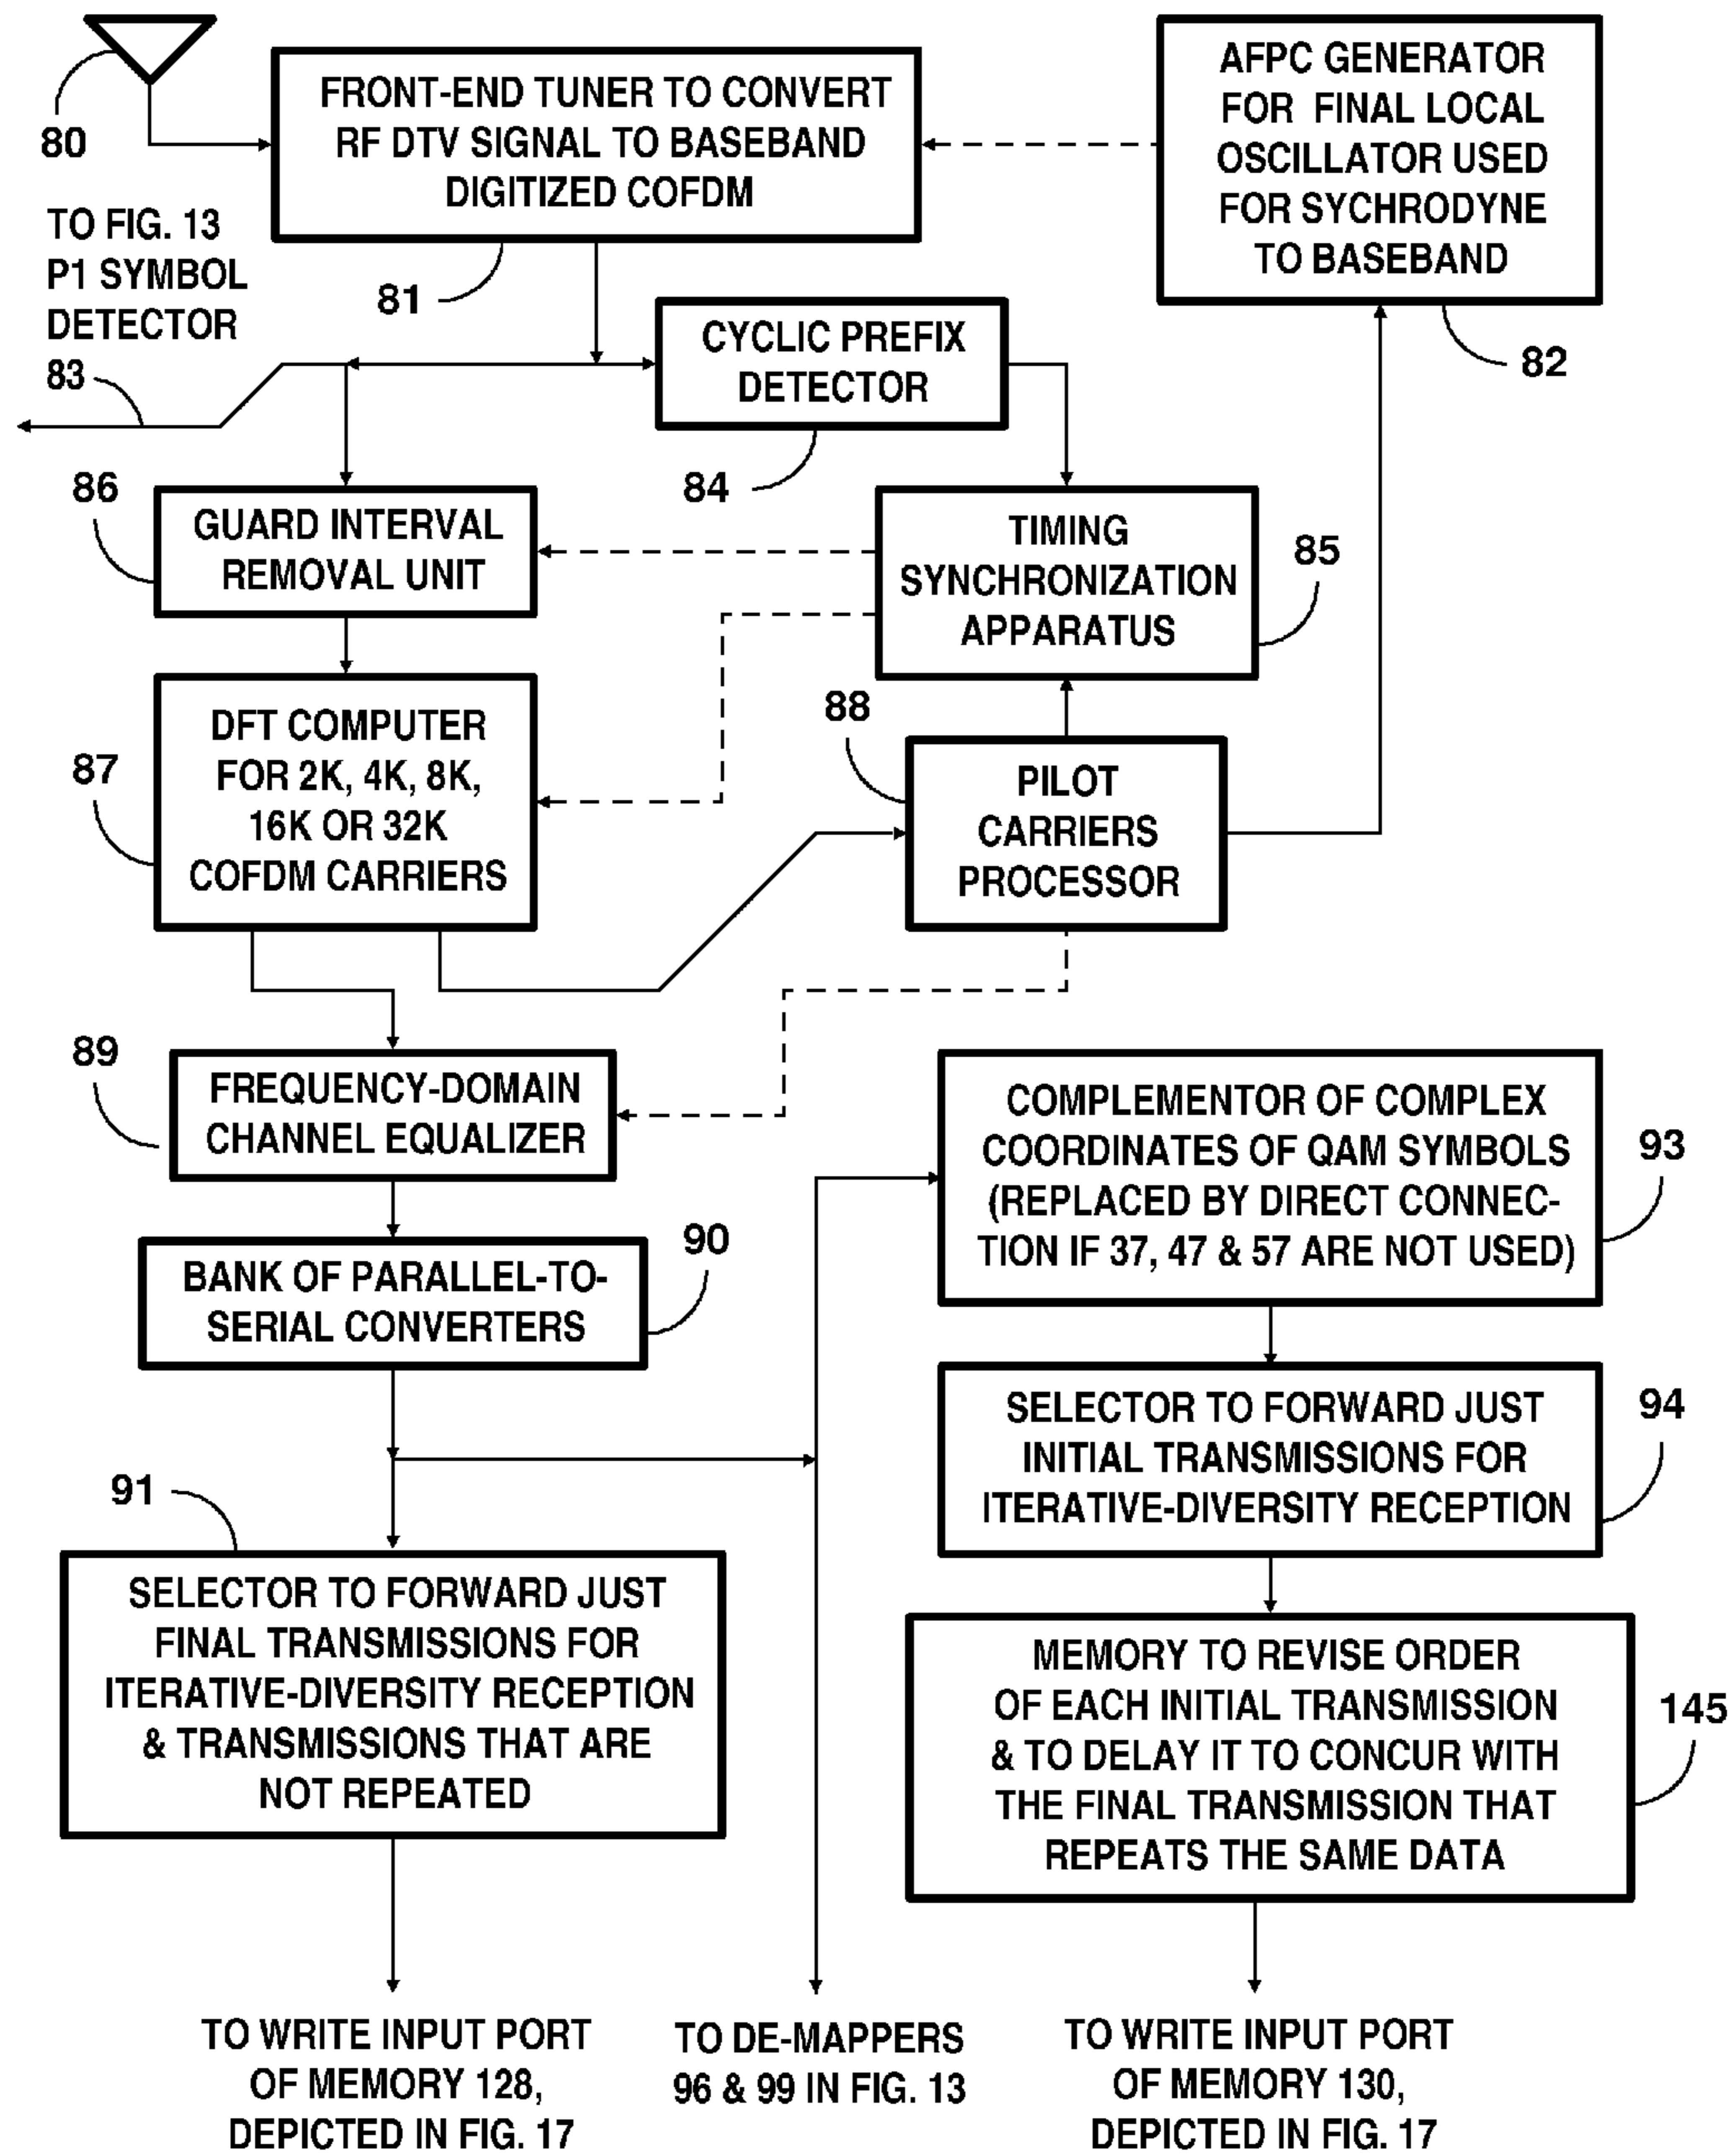 80
FRONT-END TUNER TO CONVERT
RF DTV SIGNAL TO BASEBAND
DIGITIZED COFDM
81
AFPC GENERATOR
FOR FINAL LOCAL
OSCILLATOR USED
FOR SYCHRODYNE
TO BASEBAND
82
TO FIG. 13
P1 SYMBOL
DETECTOR
83
CYCLIC PREFIX
DETECTOR
84
86
GUARD INTERVAL
REMOVAL UNIT
TIMING
SYNCHRONIZATION
APPARATUS
85
87
DFT COMPUTER
FOR 2K, 4K, 8K,
16K OR 32K
COFDM CARRIERS
88
PILOT
CARRIERS
PROCESSOR
89
FREQUENCY-DOMAIN
CHANNEL EQUALIZER
90
BANK OF PARALLEL-TO-
SERIAL CONVERTERS
COMPLEMENTOR OF COMPLEX
COORDINATES OF QAM SYMBOLS
(REPLACED BY DIRECT CONNEC-
TION IF 37, 47 & 57 ARE NOT USED)
93
SELECTOR TO FORWARD JUST
INITIAL TRANSMISSIONS FOR
ITERATIVE-DIVERSITY RECEPTION
94
91
SELECTOR TO FORWARD JUST
FINAL TRANSMISSIONS FOR
ITERATIVE-DIVERSITY RECEPTION
& TRANSMISSIONS THAT ARE
NOT REPEATED
MEMORY TO REVISE ORDER
OF EACH INITIAL TRANSMISSION
& TO DELAY IT TO CONCUR WITH
THE FINAL TRANSMISSION THAT
REPEATS THE SAME DATA
145
TO WRITE INPUT PORT
OF MEMORY 128,
DEPICTED IN FIG. 17
TO DE-MAPPERS
96 & 99 IN FIG. 13
TO WRITE INPUT PORT
OF MEMORY 130,
DEPICTED IN FIG. 17